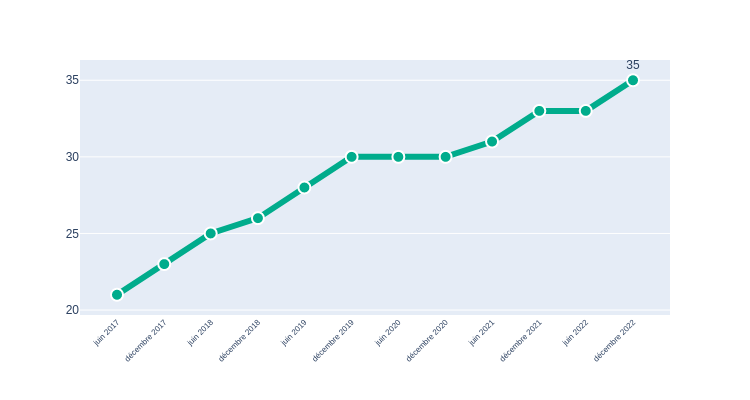 35
35
30
25
20
juin 2017
décembre 2017
juin 2018
décembre 2018
juin 2019
décembre 2019
juin 2020
décembre 2020
juin 2021
décembre 2021
juin 2022
décembre 2022